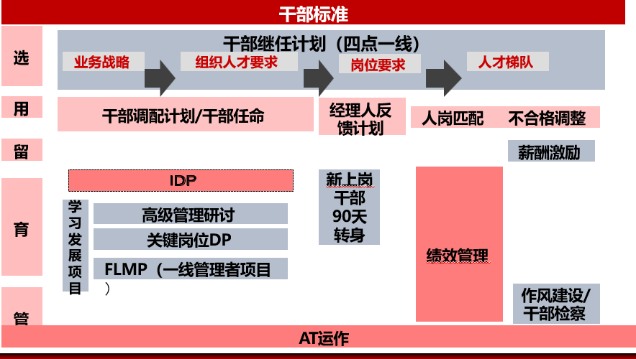 干部标准
选
干部继任计划（四点一线）
业务战略
组织人才要求
岗位要求
人才梯队
用
干部调配计划/干部任命
经理人反
馈计划
人岗匹配
不合格调整
留
薪酬激励
育
IDP
学
习
发
展
项
目
高级管理研讨
关键岗位DP
FLMP（一线管理者项目
）
新上岗
干部
90天
转身
绩效管理
管
作风建设/
干部检察
AT运作